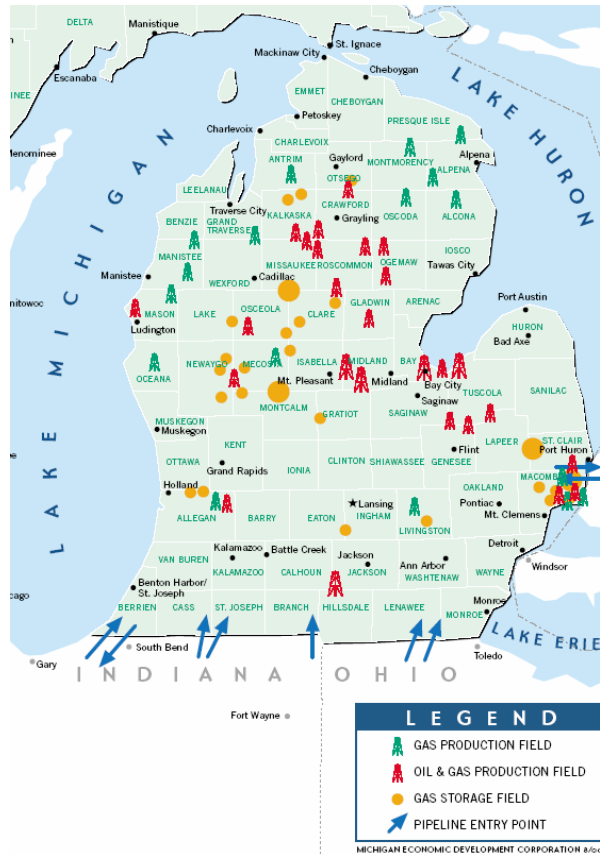 DELTA
Manistique
St. Ignace
Mackinaw City
Escanaba
Cheboygan
EMMET
CHEBOYGAN
LAKE HURON
Petoskey
PRESQUE ISLE
Charlevoix
CHARLEVOIX
MONTMORENCY
Alpena
ANTRIM
Gaylord
ALPENA
OTSEGO
LEELANAU
CRAWFORD
Traverse City
KALKASKA
Grayling
OSCODA
ALCONA
BENZIE
GRAND
TRAVERSE
LAKE MICHIGAN
MANISTEE
MISSAUKEE
ROSCOMMON
OGEMAW
IOSCO
Manistee
WEXFORD
Cadillac
Tawas City
MASON
LAKE
OSCEOLA
CLARE
GLADWIN
ARENAC
Port Austin
Ludington
HURON
Bad Axe
OCEANA
NEWAYGO
MECOSTA
ISABELLA
MIDLAND
BAY
Mt. Pleasant
Midland
Bay City
TUSCOLA
SANILAC
MONTCALM
GRATIOT
SAGINAW
Saginaw
MUSKEGON
Muskegon
KENT
LAPEER
ST. CLAIR
Flint
Port Huron
OTTAWA
IONIA
CLINTON
SHIAWASSEE
GENESEE
Grand Rapids
MACOMB
Holland
OAKLAND
Lansing
Pontiac
ALLEGAN
BARRY
EATON
INGHAM
LIVINGSTON
Mt. Clemens
Kalamazoo
Battle Creek
Jackson
Ann Arbor
Detroit
VAN BUREN
KALAMAZOO
CALHOUN
JACKSON
WASHTENAW
WAYNE
Windsor
Benton Harbor/
St. Joseph
BERRIEN
CASS
ST. JOSEPH
BRANCH
HILLSDALE
LENAWEE
MONROE
Monroe
LAKE ERIE
South Bend
Gary
Toledo
INDIANA
OHIO
Fort Wayne
LEGEND
GAS PRODUCTION FIELD
OIL & GAS PRODUCTION FIELD
GAS STORAGE FIELD
PIPELINE ENTRY POINT
MICHIGAN ECONOMIC DEVELOPMENT CORPORATION